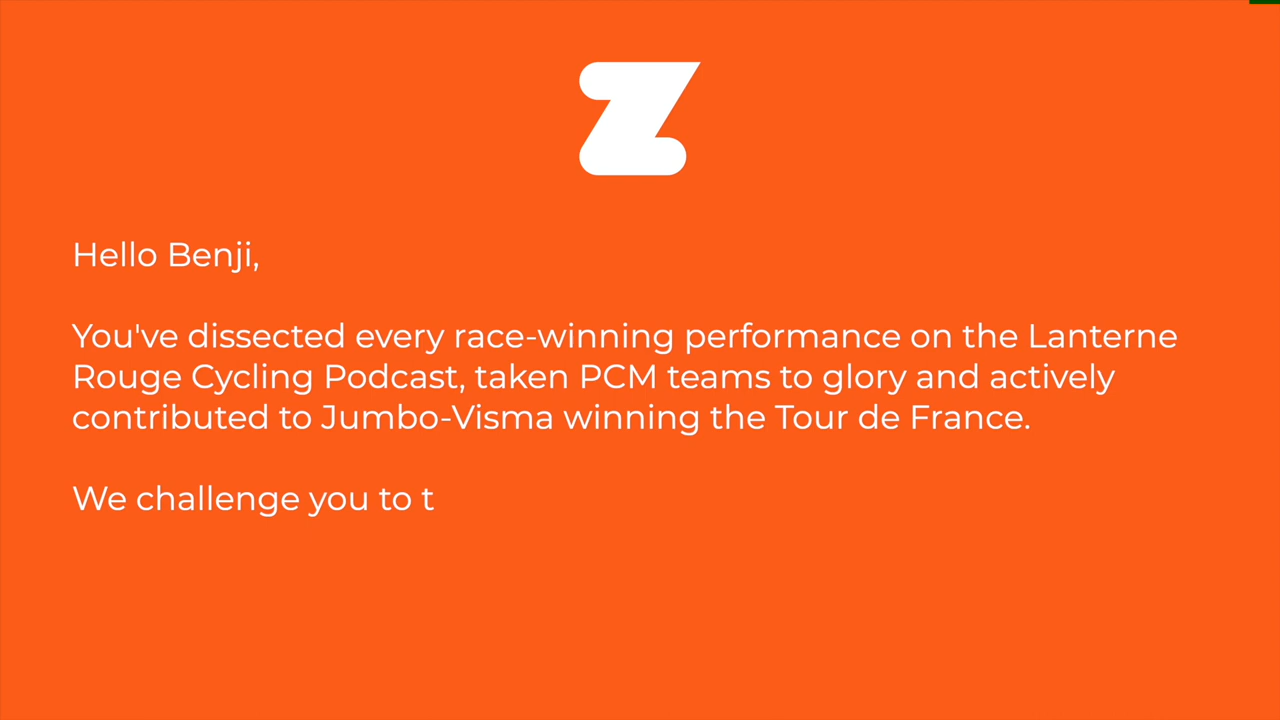 Hello Benji,
You've dissected every race-winning performance on the Lanterne
Rouge Cycling Podcast, taken PCM teams to glory and actively
contributed to Jumbo-Visma winning the Tour de France.
We challenge you to t